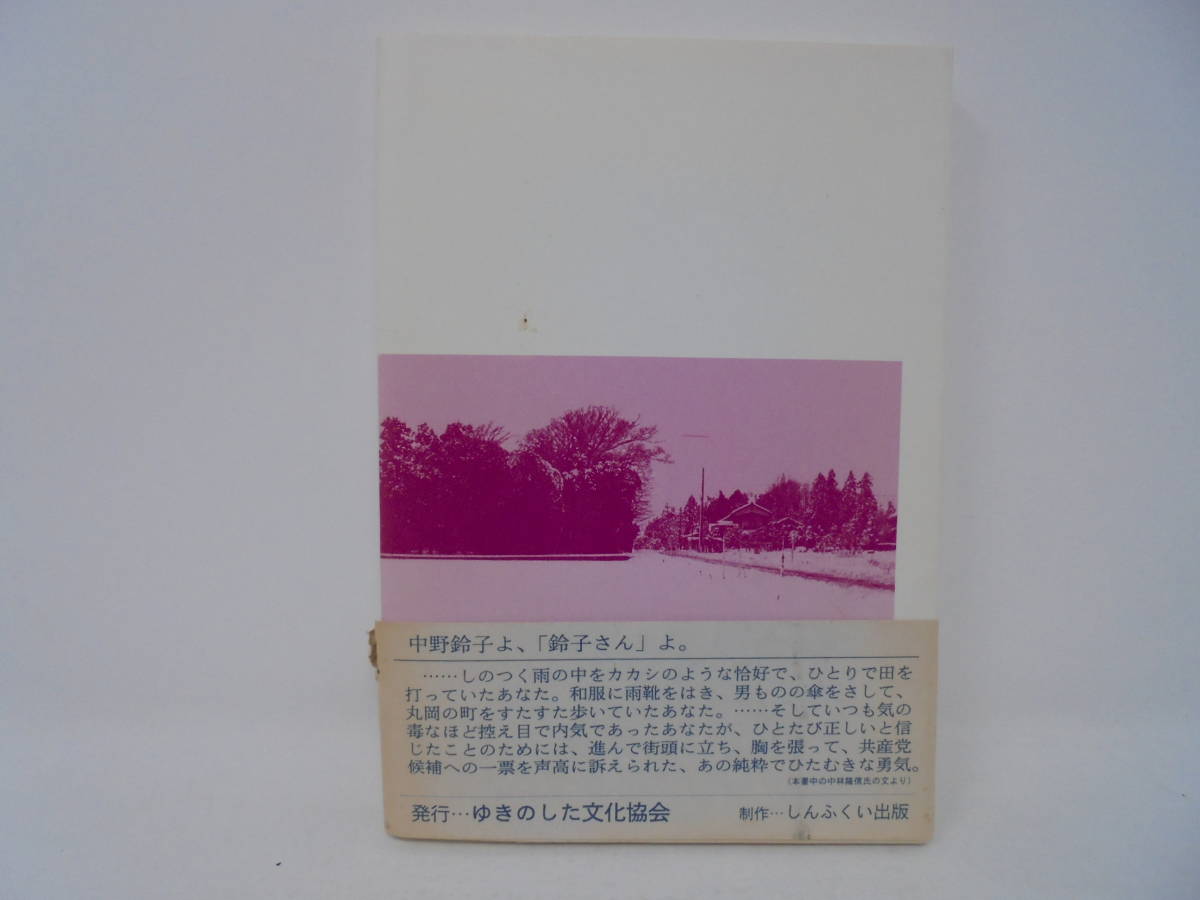 中野鈴子よ、「鈴子さん」よ。
……しのつく雨の中をカカシのような恰好で、ひとりで田を
打っていたあなた。和服に雨靴をはき、男ものの傘をさして、
丸岡の町をすたすた歩いていたあなた。……そしていつも気の
毒なほど控え目で内気であったあなたが、ひとたび正しいと信
じたことのためには、進んで街頭に立ち、胸を張って、共産党
候補への一票を声高に訴えられた、あの純粋でひたむきな勇気。
(本書中の中林隆信氏の文より)
発行…ゆきのした文化協会 制作…しんふくい出版